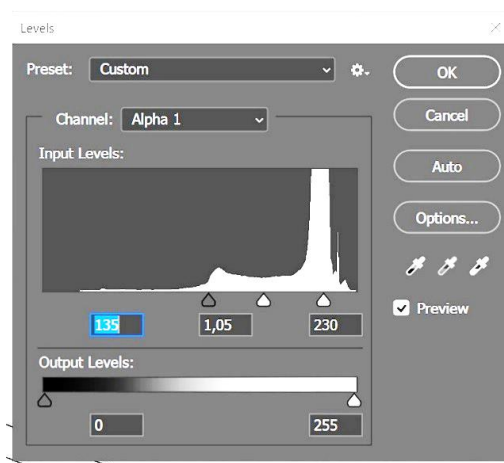 Levels
Preset: Custom
OK
Channel: Alpha 1
Cancel
Input Levels:
Auto
Options...
135 1,05 230
Preview
Output Levels:
0 255